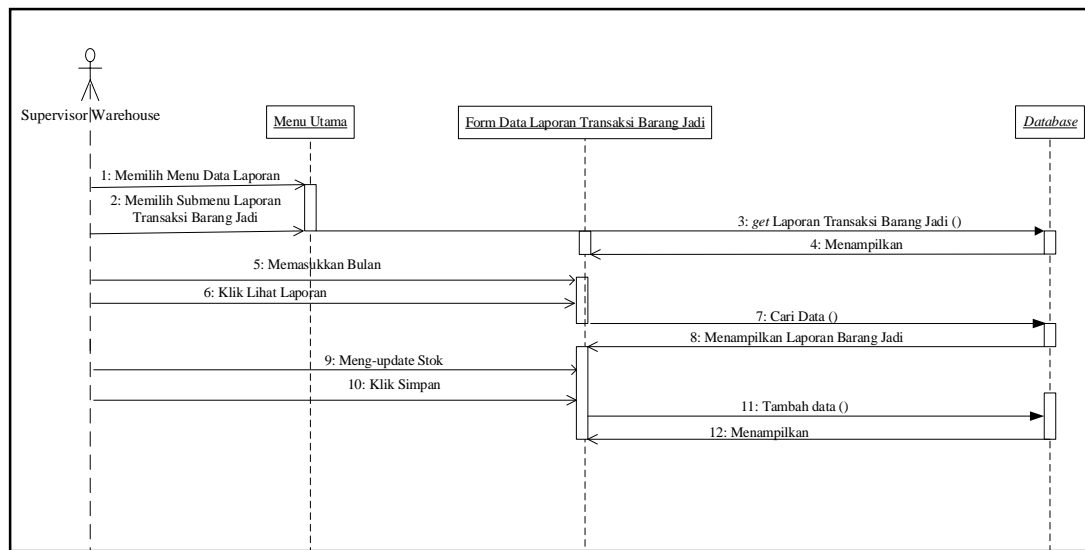 Supervisor Warehouse
Menu Utama
Form Data Laporan Transaksi Barang Jadi
Database
1: Memilih Menu Data Laporan
2: Memilih Submenu Laporan
Transaksi Barang Jadi
3: get Laporan Transaksi Barang Jadi ()
4: Menampilkan
5: Memasukkan Bulan
6: Klik Lihat Laporan
7: Cari Data ()
8: Menampilkan Laporan Barang Jadi
9: Meng-update Stok
10: Klik Simpan
11: Tambah data ()
12: Menampilkan